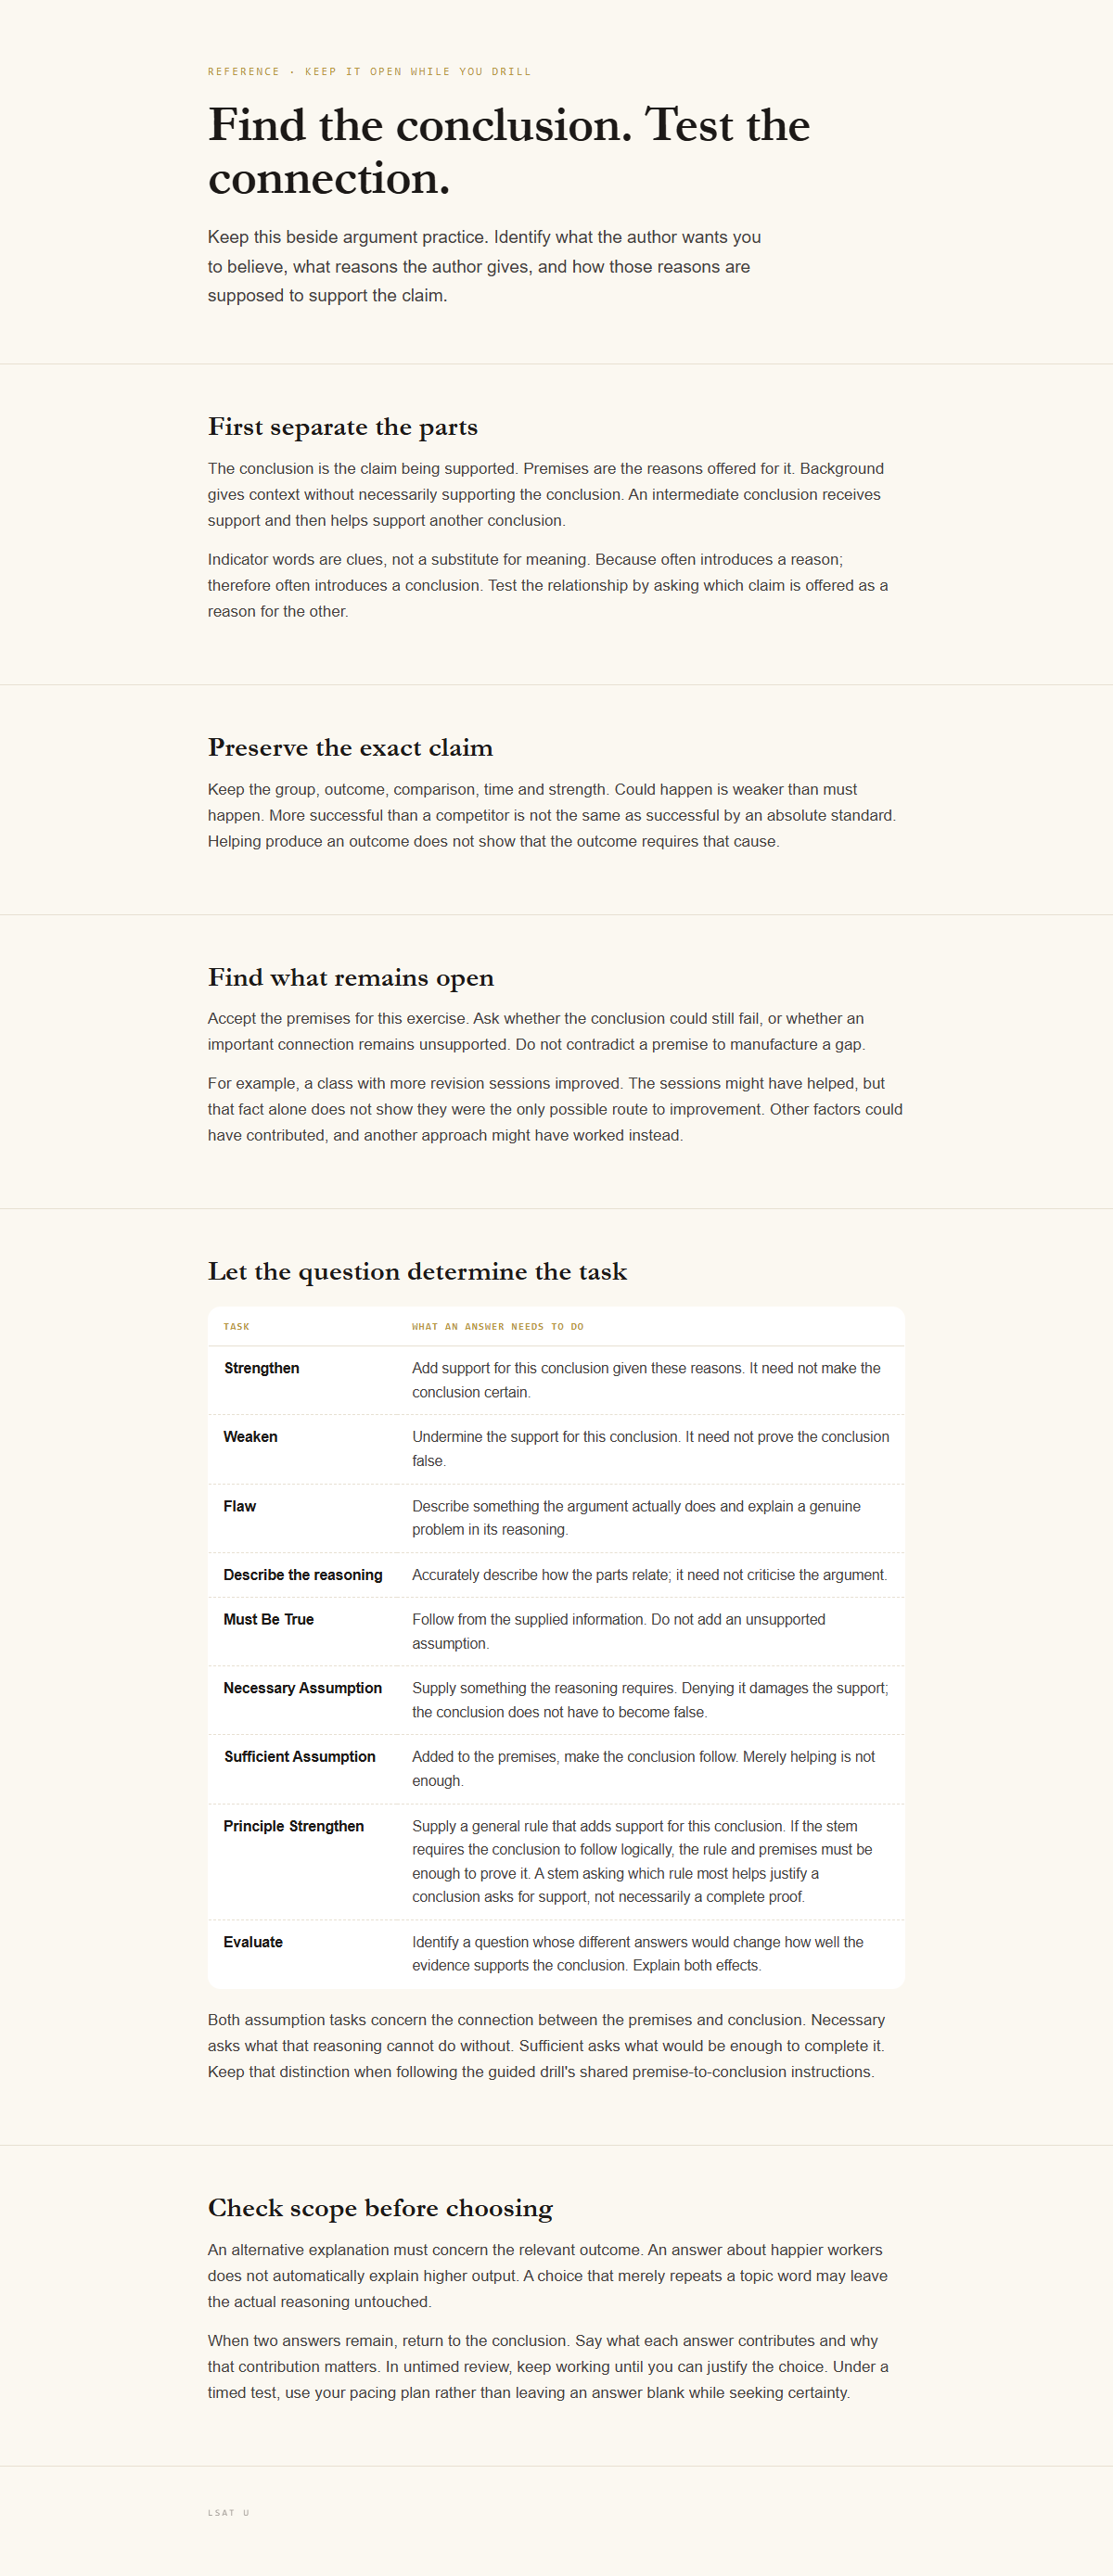 REFERENCE · KEEP IT OPEN WHILE YOU DRILL
Find the conclusion. Test the
connection.
Keep this beside argument practice. Identify what the author wants you
to believe, what reasons the author gives, and how those reasons are
supposed to support the claim.
First separate the parts
The conclusion is the claim being supported. Premises are the reasons offered for it. Background
gives context without necessarily supporting the conclusion. An intermediate conclusion receives
support and then helps support another conclusion.
Indicator words are clues, not a substitute for meaning. Because often introduces a reason;
therefore often introduces a conclusion. Test the relationship by asking which claim is offered as a
reason for the other.
Preserve the exact claim
Keep the group, outcome, comparison, time and strength. Could happen is weaker than must
happen. More successful than a competitor is not the same as successful by an absolute standard.
Helping produce an outcome does not show that the outcome requires that cause.
Find what remains open
Accept the premises for this exercise. Ask whether the conclusion could still fail, or whether an
important connection remains unsupported. Do not contradict a premise to manufacture a gap.
For example, a class with more revision sessions improved. The sessions might have helped, but
that fact alone does not show they were the only possible route to improvement. Other factors could
have contributed, and another approach might have worked instead.
Let the question determine the task
TASK WHAT AN ANSWER NEEDS TO DO
Strengthen Add support for this conclusion given these reasons. It need not make the
conclusion certain.
Weaken Undermine the support for this conclusion. It need not prove the conclusion
false.
Flaw Describe something the argument actually does and explain a genuine
problem in its reasoning.
Describe the reasoning Accurately describe how the parts relate; it need not criticise the argument.
Must Be True Follow from the supplied information. Do not add an unsupported
assumption.
Necessary Assumption Supply something the reasoning requires. Denying it damages the support;
the conclusion does not have to become false.
Sufficient Assumption Added to the premises, make the conclusion follow. Merely helping is not
enough.
Principle Strengthen Supply a general rule that adds support for this conclusion. If the stem
requires the conclusion to follow logically, the rule and premises must be
enough to prove it. A stem asking which rule most helps justify a
conclusion asks for support, not necessarily a complete proof.
Evaluate Identify a question whose different answers would change how well the
evidence supports the conclusion. Explain both effects.
Both assumption tasks concern the connection between the premises and conclusion. Necessary
asks what that reasoning cannot do without. Sufficient asks what would be enough to complete it.
Keep that distinction when following the guided drill's shared premise-to-conclusion instructions.
Check scope before choosing
An alternative explanation must concern the relevant outcome. An answer about happier workers
does not automatically explain higher output. A choice that merely repeats a topic word may leave
the actual reasoning untouched.
When two answers remain, return to the conclusion. Say what each answer contributes and why
that contribution matters. In untimed review, keep working until you can justify the choice. Under a
timed test, use your pacing plan rather than leaving an answer blank while seeking certainty.
LSAT U